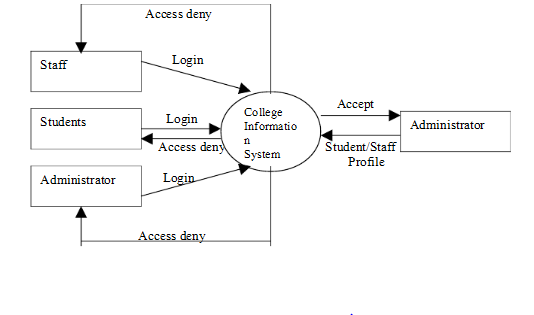 Access deny
Staff
Login
Students
Login
Access deny
Administrator
Login
Access deny
College
Informatio
n
System
Accept
Administrator
Student/Staff
Profile